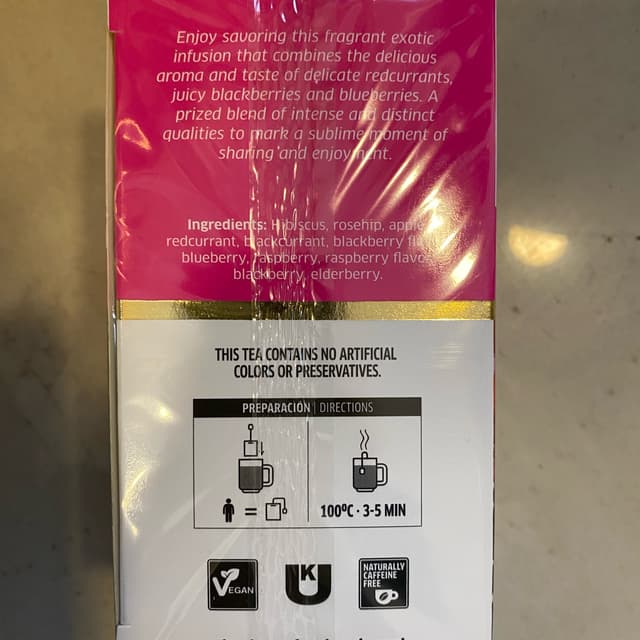 Enjoy savoring this fragrant exotic
infusion that combines the delicious
aroma and taste of delicate redcurrants,
juicy blackberries and blueberries. A
prized blend of intense and distinct
qualities to mark a sublime moment of
sharing and enjoyment.
Ingredients: Hibiscus, rosehip,
redcurrant, blackcurrant, blackberry
blueberry, raspberry, raspberry
blackberry, elderberry.
THIS TEA CONTAINS NO ARTIFICIAL
COLORS OR PRESERVATIVES.
PREPARACIÓN | DIRECTIONS
=
100ºC · 3-5 MIN
VEGAN
UK
NATURALLY
CAFFEINE
FREE